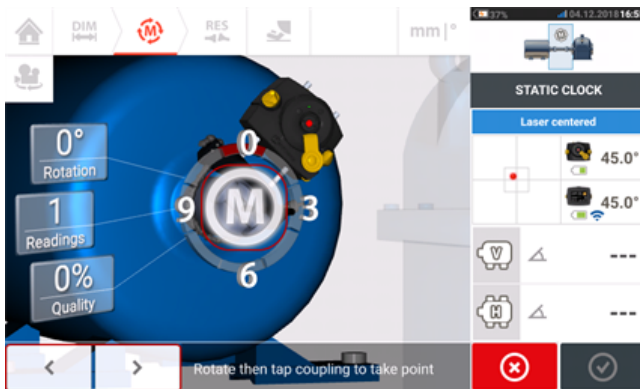 DIM
M
RES
mm|°
37%
04.12.2018 16:5
STATIC CLOCK
Laser centered
45.0°
45.0°
V
---
H
---
0°
Rotation
1
Readings
0%
Quality
0
9
M
3
6
Rotate then tap coupling to take point